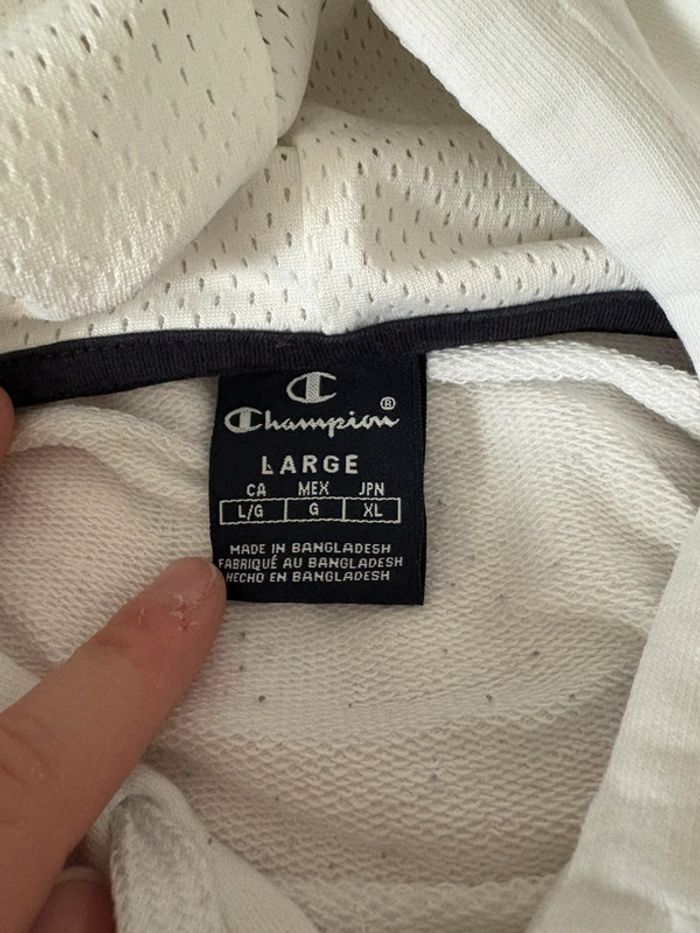 Champion®
LARGE
CA MEX JPN
L/G G XL
MADE IN BANGLADESH
FABRIQUÉ AU BANGLADESH
HECHO EN BANGLADESH